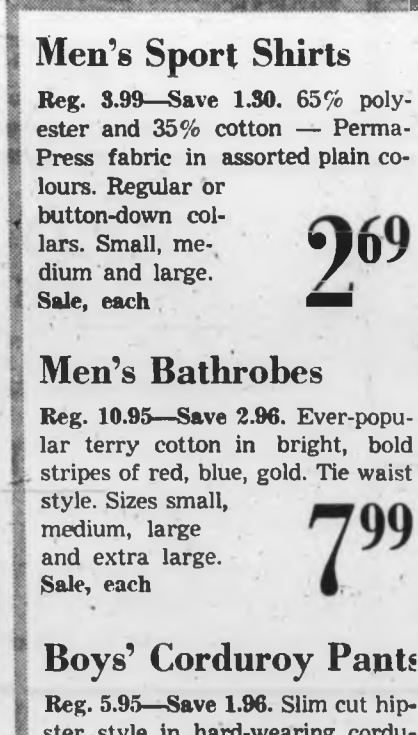 Men's Sport Shirts
Reg. 3.99—Save 1.30. 65% poly-
ester and 35% cotton — Perma-
Press fabric in assorted plain co-
lours. Regular or
button-down col-
lars. Small, me-
dium and large.
Sale, each
2.69
Men's Bathrobes
Reg. 10.95—Save 2.96. Ever-popu-
lar terry cotton in bright, bold
stripes of red, blue, gold. Tie waist
style. Sizes small,
medium, large
and extra large.
Sale, each
7.99
Boys' Corduroy Pants
Reg. 5.95—Save 1.96. Slim cut hip-
ster style in hard-wearing cordu-